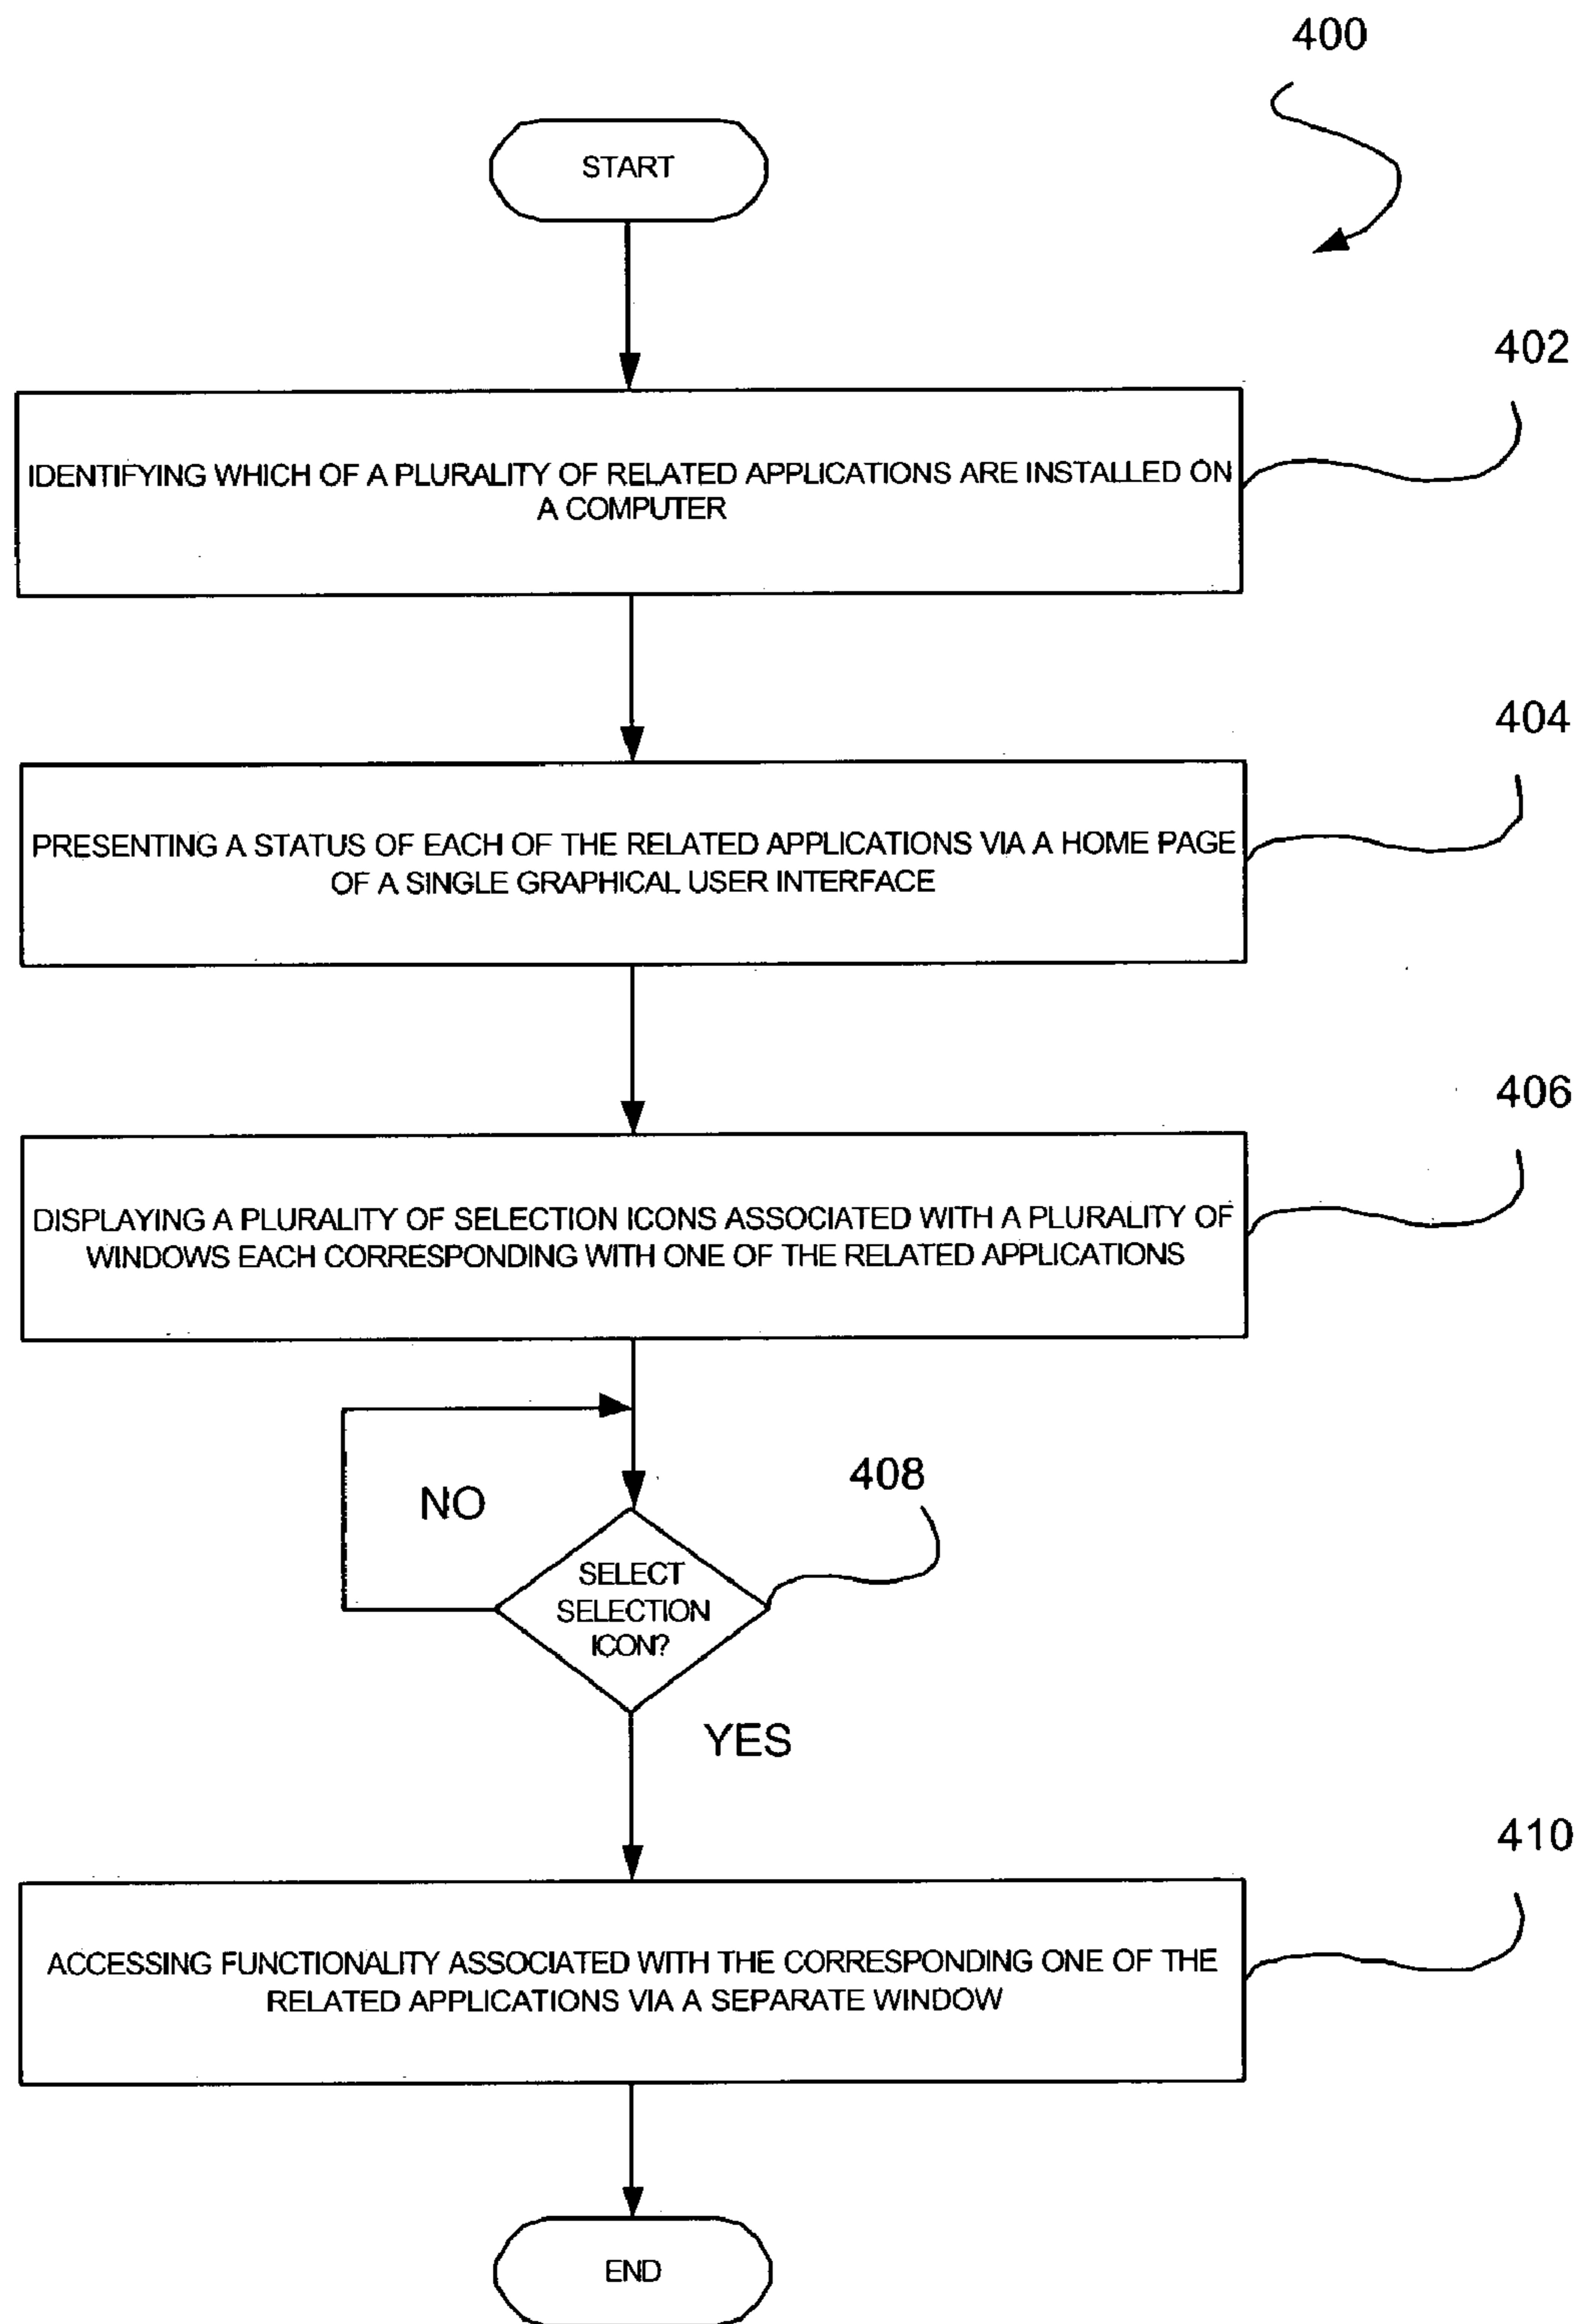 400
START
402
IDENTIFYING WHICH OF A PLURALITY OF RELATED APPLICATIONS ARE INSTALLED ON
A COMPUTER
404
PRESENTING A STATUS OF EACH OF THE RELATED APPLICATIONS VIA A HOME PAGE
OF A SINGLE GRAPHICAL USER INTERFACE
406
DISPLAYING A PLURALITY OF SELECTION ICONS ASSOCIATED WITH A PLURALITY OF
WINDOWS EACH CORRESPONDING WITH ONE OF THE RELATED APPLICATIONS
408
NO
SELECT
SELECTION
ICON?
YES
410
ACCESSING FUNCTIONALITY ASSOCIATED WITH THE CORRESPONDING ONE OF THE
RELATED APPLICATIONS VIA A SEPARATE WINDOW
END